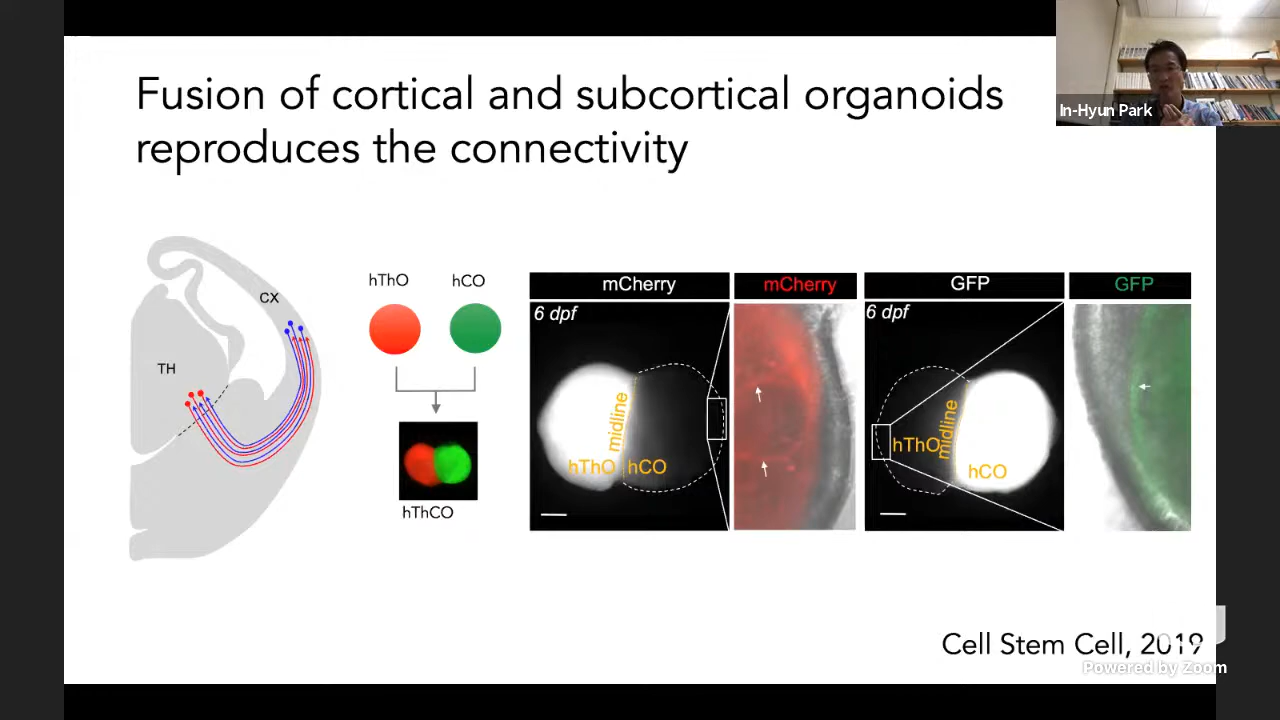 Fusion of cortical and subcortical organoids
reproduces the connectivity
In-Hyun Park
CX
TH
hThO
hCO
hThCO
mCherry
6 dpf
midline
hThO
hCO
mCherry
GFP
6 dpf
hThO
midline
hCO
GFP
Cell Stem Cell, 2019
Powered by Zoom